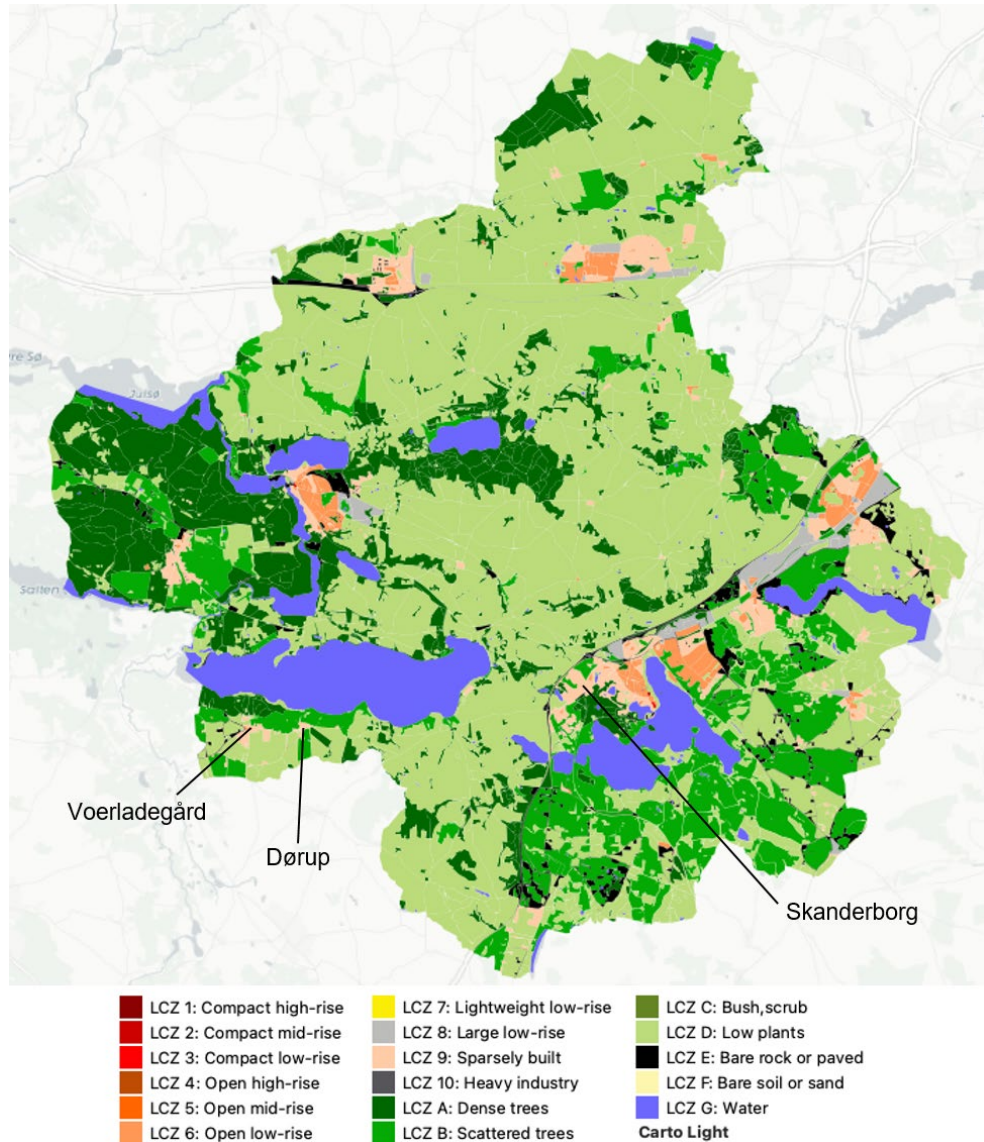 re Sø
Julsø
Salten
Voerladegård
Dørup
Skanderborg
LCZ 1: Compact high-rise
LCZ 2: Compact mid-rise
LCZ 3: Compact low-rise
LCZ 4: Open high-rise
LCZ 5: Open mid-rise
LCZ 6: Open low-rise
LCZ 7: Lightweight low-rise
LCZ 8: Large low-rise
LCZ 9: Sparsely built
LCZ 10: Heavy industry
LCZ A: Dense trees
LCZ B: Scattered trees
LCZ C: Bush,scrub
LCZ D: Low plants
LCZ E: Bare rock or paved
LCZ F: Bare soil or sand
LCZ G: Water
Carto Light